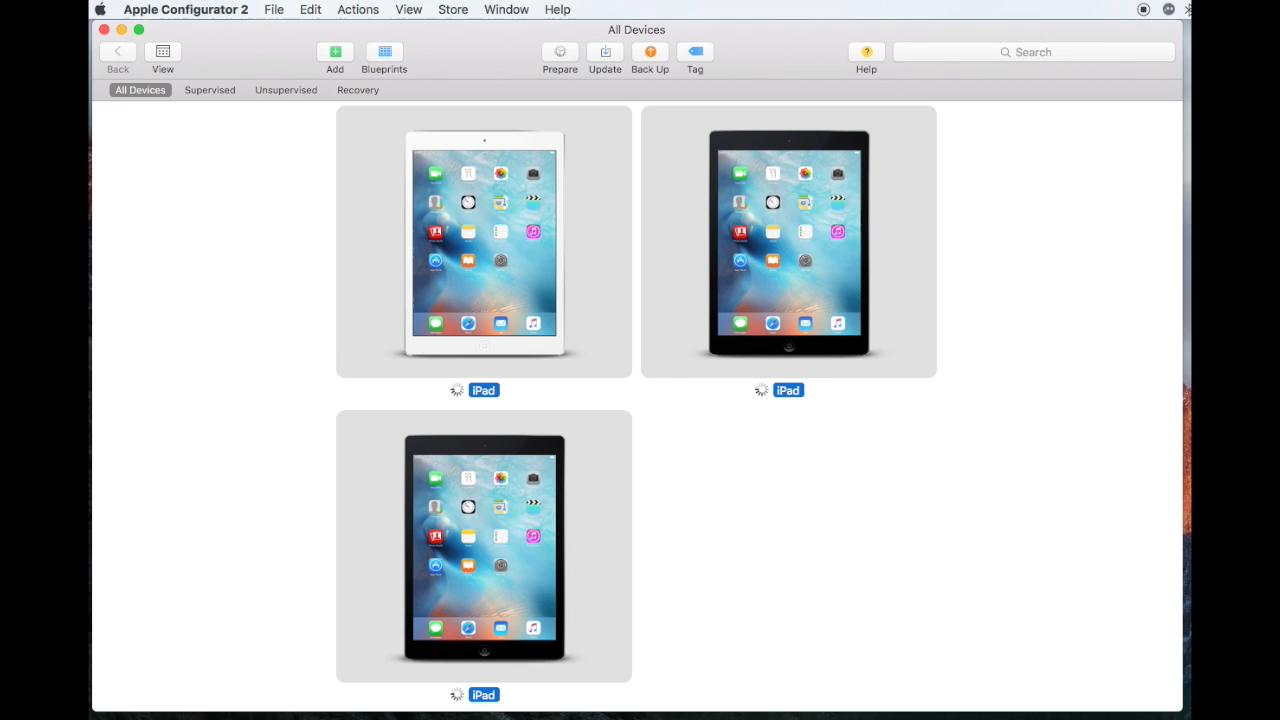 Apple Configurator 2 File Edit Actions View Store Window Help
All Devices
Back View Add Blueprints Prepare Update Back Up Tag Help Search
All Devices Supervised Unsupervised Recovery
iPad iPad
iPad